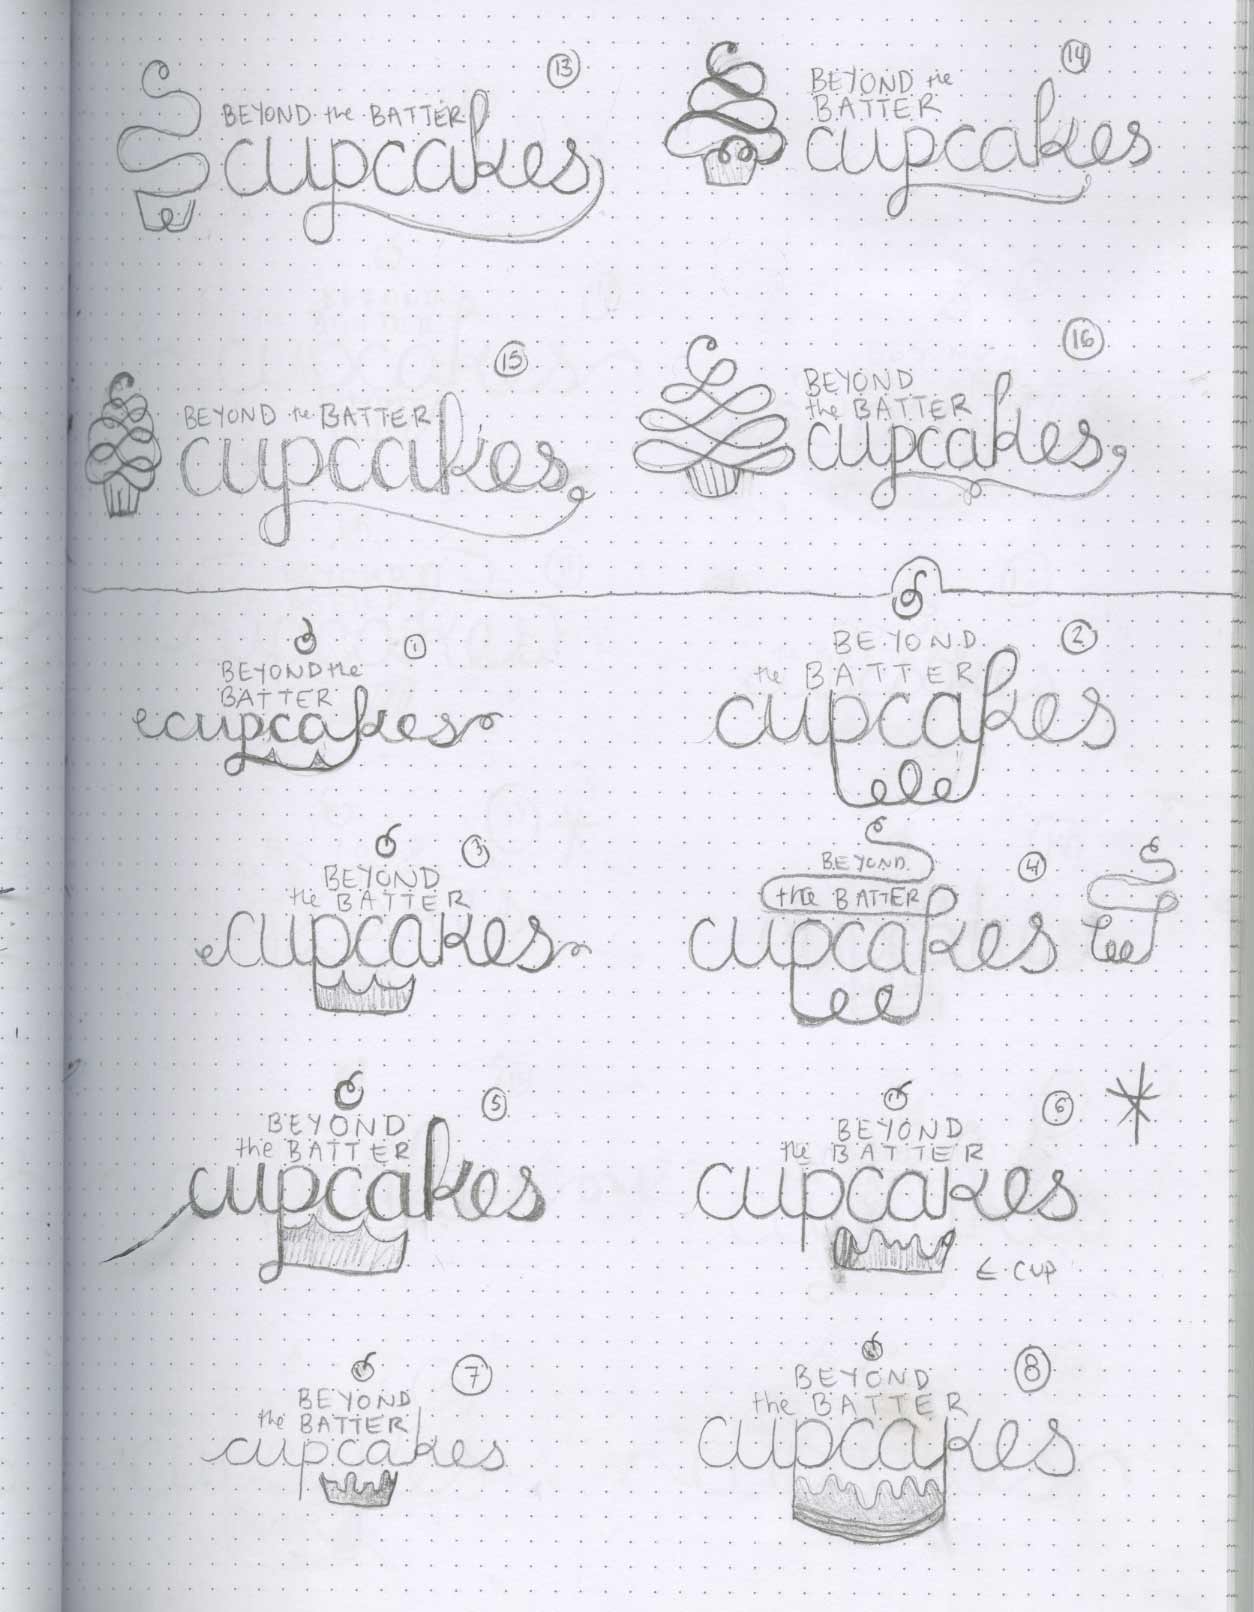 13
BEYOND the BATTER
cupcakes
14
BEYOND the
BATTER
cupcakes
15
BEYOND the BATTER
cupcakes
16
BEYOND
the BATTER
cupcakes
1
BEYOND the
BATTER
cupcakes
2
BEYOND
the BATTER
cupcakes
3
BEYOND
the BATTER
cupcakes
4
BEYOND
the BATTER
cupcakes
5
BEYOND
the BATTER
cupcakes
6
BEYOND
the BATTER
cupcakes
← CUP
7
BEYOND
the BATTER
cupcakes
8
BEYOND
the BATTER
cupcakes